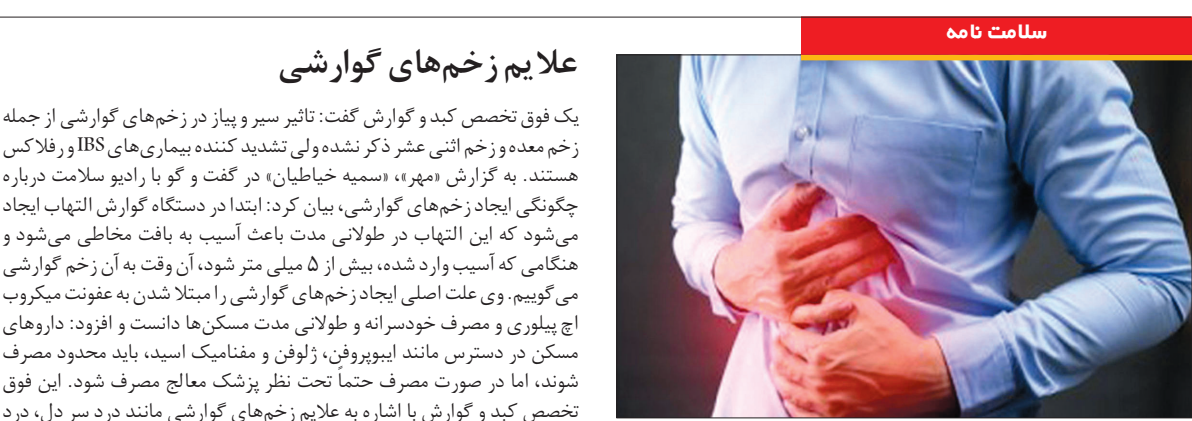 سلامت نامه
علایم زخم‌های گوارشی
یک فوق تخصص کبد و گوارش گفت: تاثیر سیر و پیاز در زخم‌های گوارشی از جمله
زخم معده و زخم اثنی عشر ذکر نشده ولی تشدید کننده بیماری‌های IBS و رفلاکس
هستند. به گزارش «مهر»، «سمیه خیاطیان» در گفت و گو با رادیو سلامت درباره
چگونگی ایجاد زخم‌های گوارشی، بیان کرد: ابتدا در دستگاه گوارش التهاب ایجاد
می‌شود که این التهاب در طولانی مدت باعث آسیب به بافت مخاطی می‌شود و
هنگامی که آسیب وارد شده، بیش از ۵ میلی متر شود، آن وقت به آن زخم گوارشی
می‌گوییم. وی علت اصلی ایجاد زخم‌های گوارشی را مبتلا شدن به عفونت میکروب
اچ پیلوری و مصرف خودسرانه و طولانی مدت مسکن‌ها دانست و افزود: داروهای
مسکن در دسترس مانند ایبوپروفن، ژلوفن و مفنامیک اسید، باید محدود مصرف
شوند، اما در صورت مصرف حتماً تحت نظر پزشک معالج مصرف شود. این فوق
تخصص کبد و گوارش با اشاره به علایم زخم‌های گوارشی مانند درد سر دل، درد